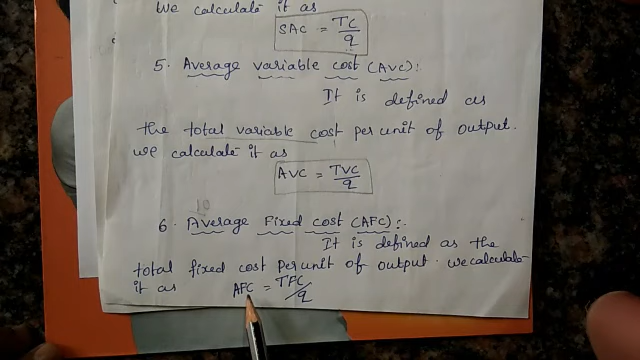 We calculate it as
SAC = TC/q
5. Average variable cost (AVC):
It is defined as
the total variable cost per unit of output.
we calculate it as
AVC = TVC/q
6. Average Fixed cost (AFC):.
It is defined as the
total fixed cost per unit of output. we calculate
it as AFC = TFC/q